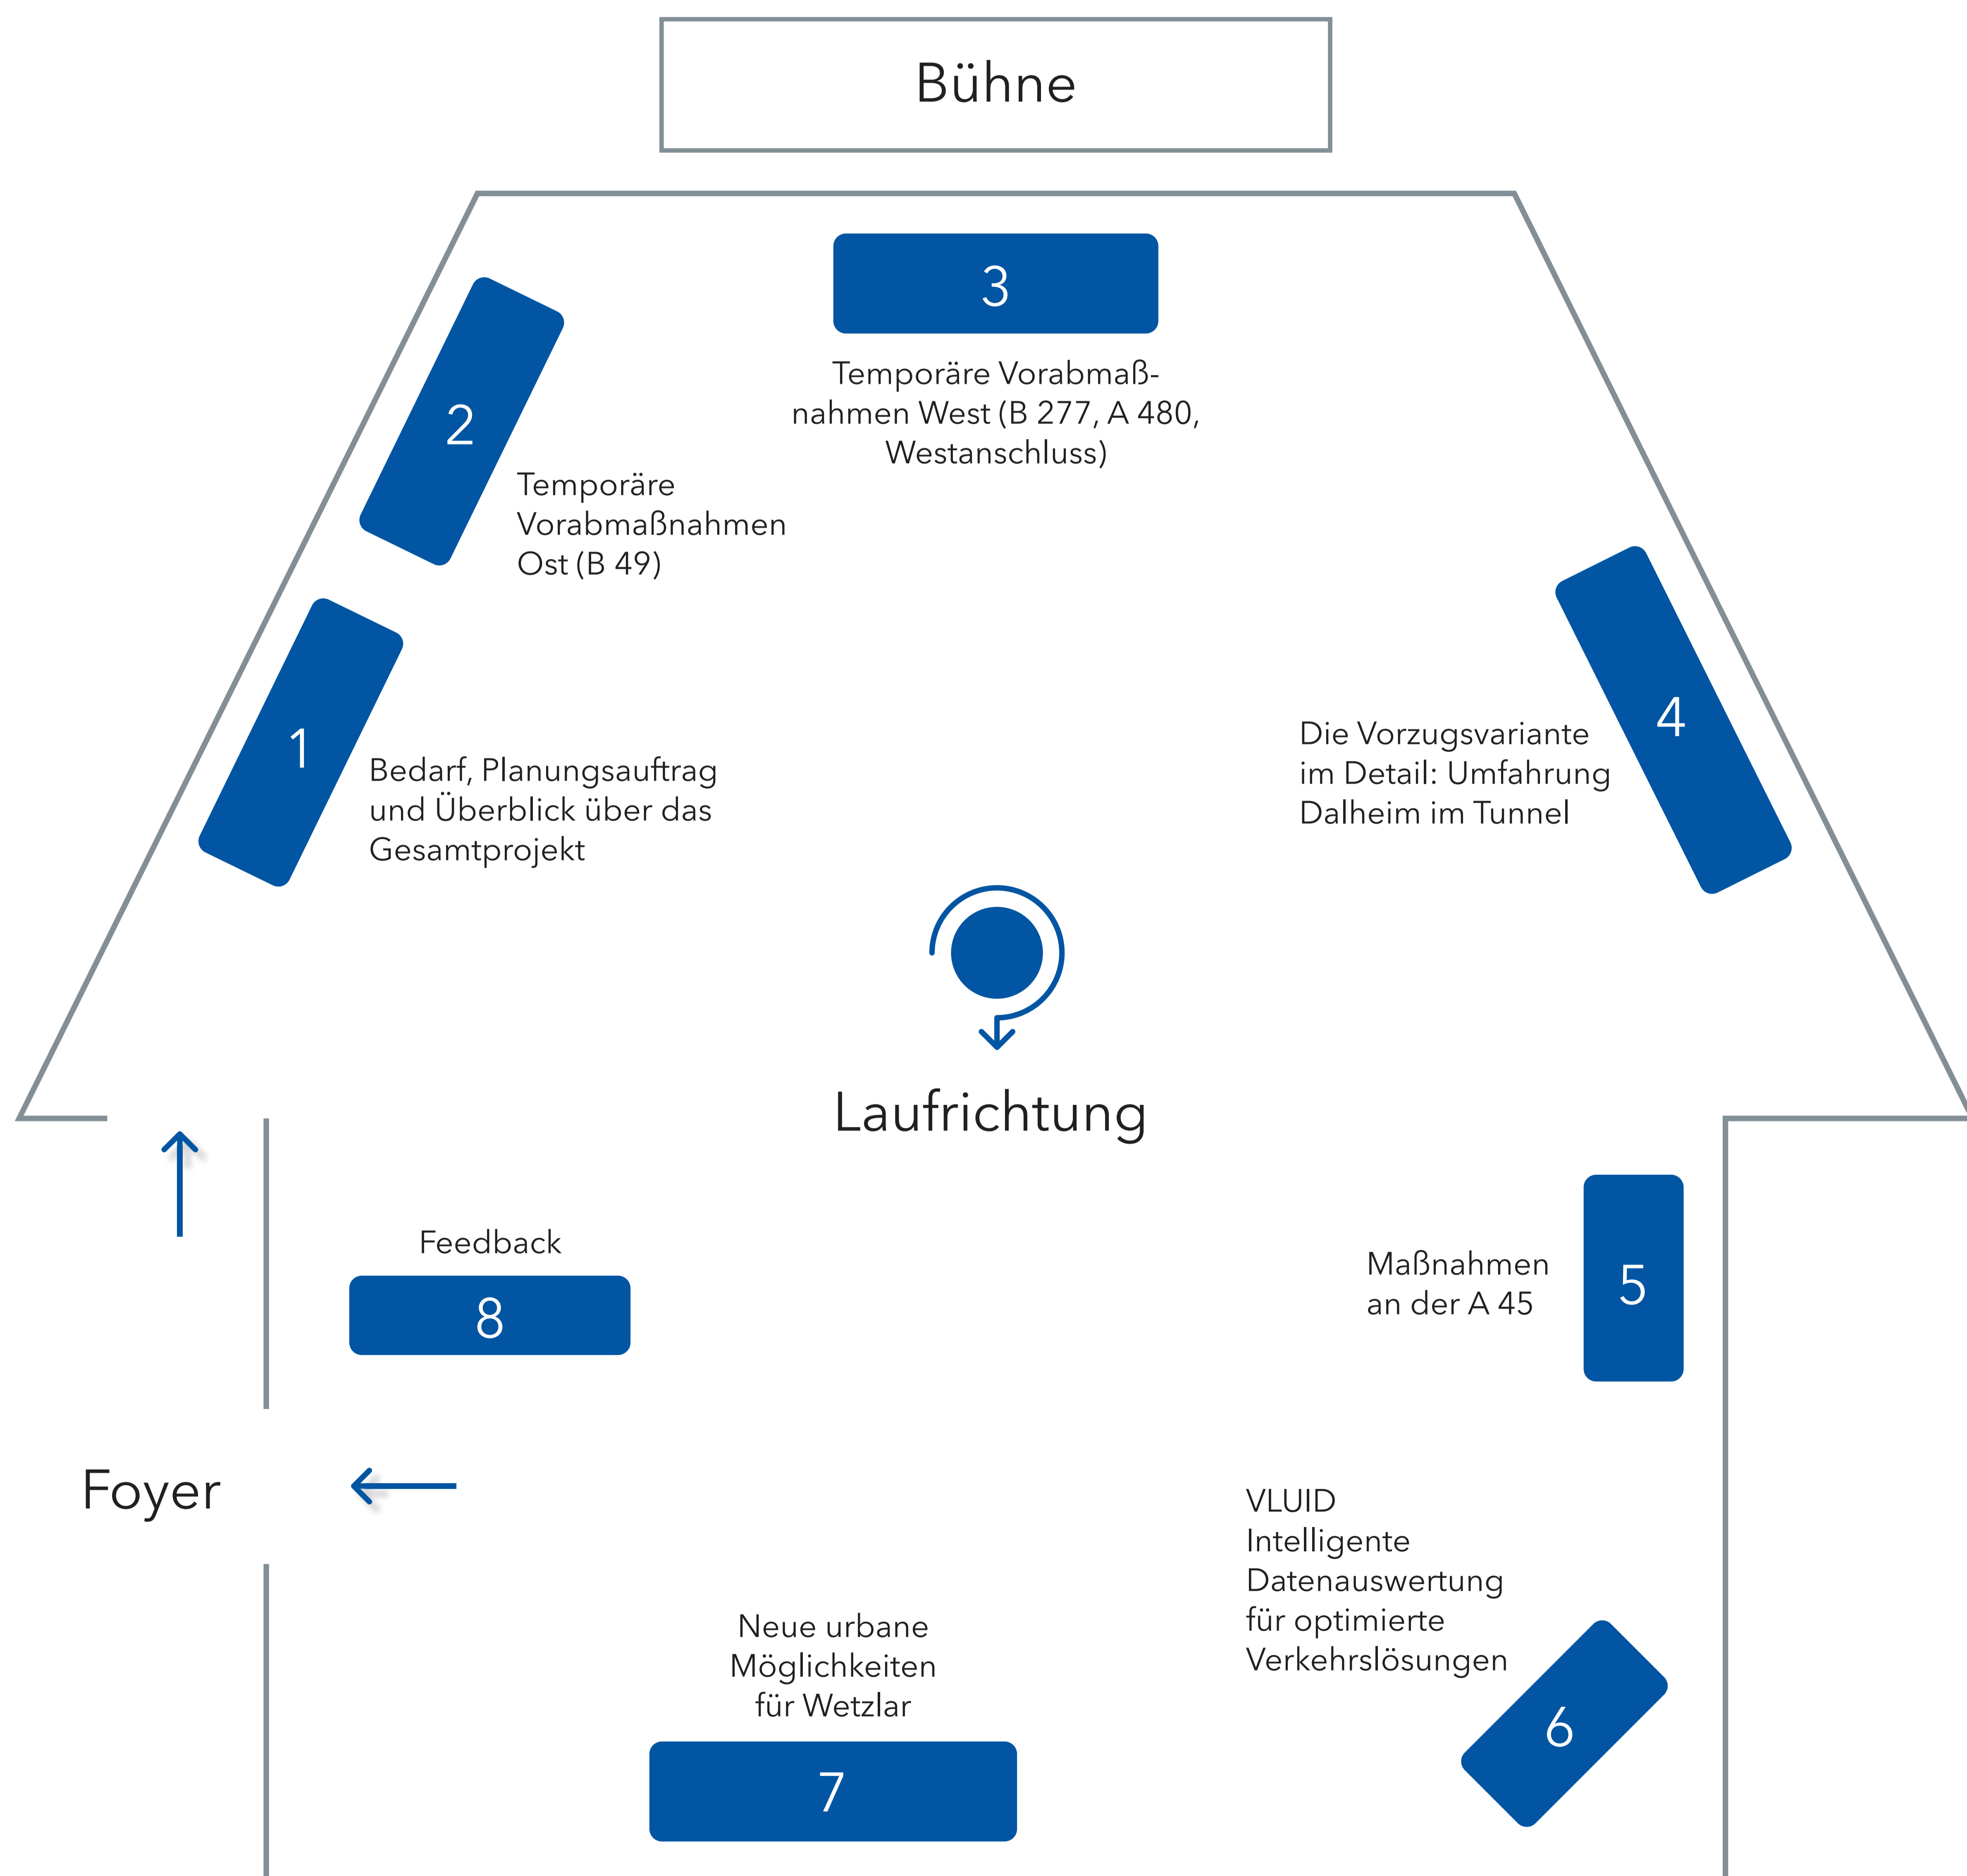 Bühne
3
Temporäre Vorabmaß-
nahmen West (B 277, A 480,
Westanschluss)
2
Temporäre
Vorabmaßnahmen
Ost (B 49)
1
Bedarf, Planungsauftrag
und Überblick über das
Gesamtprojekt
4
Die Vorzugsvariante
im Detail: Umfahrung
Dalheim im Tunnel
Laufrichtung
Feedback
8
Maßnahmen
an der A 45
5
Foyer
VLUID
Intelligente
Datenauswertung
für optimierte
Verkehrslösungen
6
Neue urbane
Möglichkeiten
für Wetzlar
7